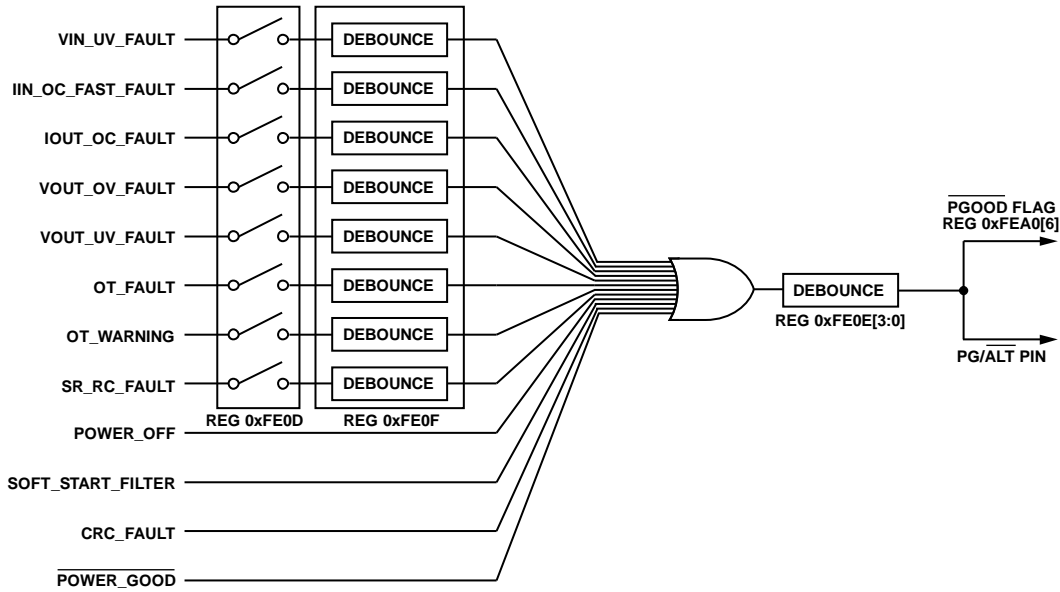 VIN_UV_FAULT
DEBOUNCE
IIN_OC_FAST_FAULT
DEBOUNCE
IOUT_OC_FAULT
DEBOUNCE
VOUT_OV_FAULT
DEBOUNCE
VOUT_UV_FAULT
DEBOUNCE
OT_FAULT
DEBOUNCE
OT_WARNING
DEBOUNCE
SR_RC_FAULT
DEBOUNCE
REG 0xFE0D
REG 0xFE0F
POWER_OFF
SOFT_START_FILTER
CRC_FAULT
POWER_GOOD
DEBOUNCE
REG 0xFE0E[3:0]
PGOOD FLAG
REG 0xFEA0[6]
PG/ALT PIN